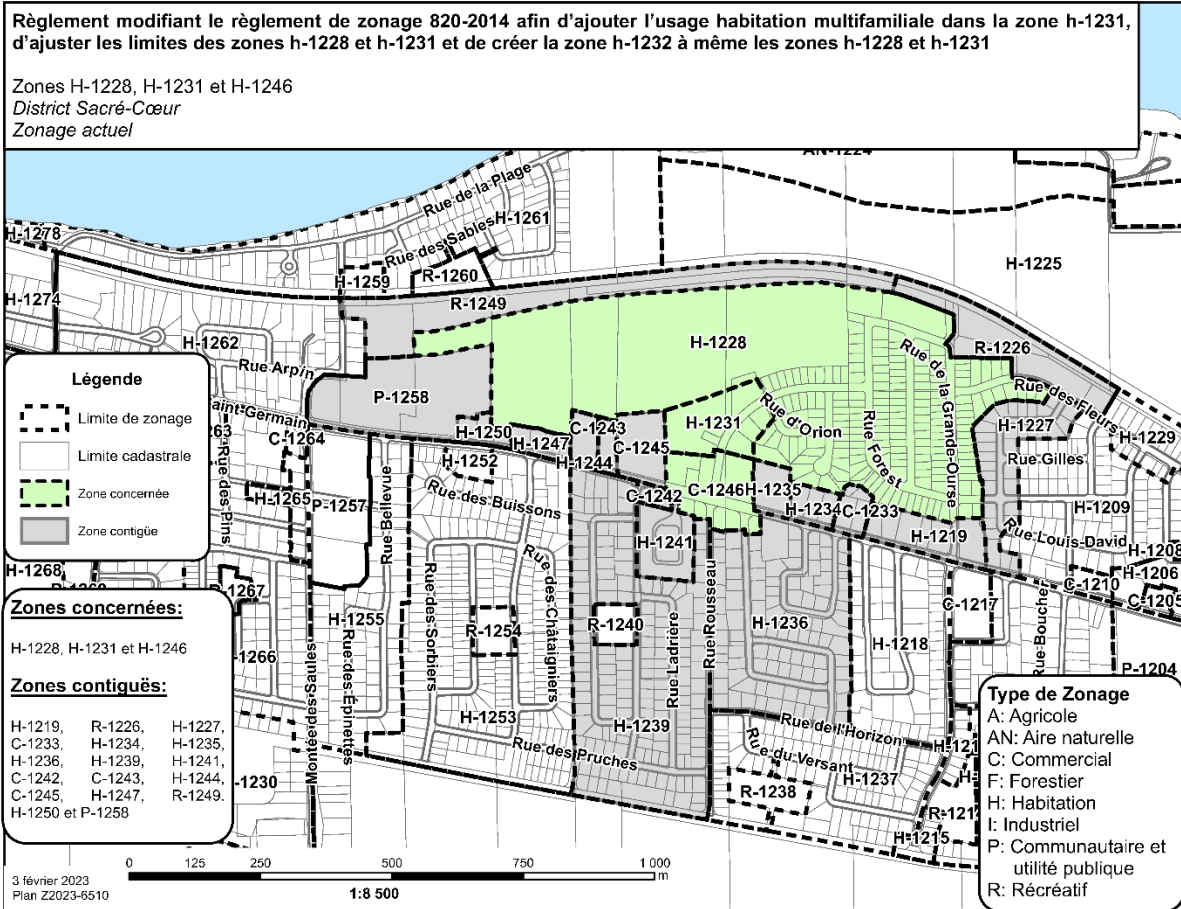 Règlement modifiant le règlement de zonage 820-2014 afin d'ajouter l'usage habitation multifamiliale dans la zone h-1231,
d'ajuster les limites des zones h-1228 et h-1231 et de créer la zone h-1232 à même les zones h-1228 et h-1231
Zones H-1228, H-1231 et H-1246
District Sacré-Cœur
Zonage actuel
AN-1224
Rue de la Plage
H-1261
Rue des Sables
H-1278
H-1259
R-1260
H-1225
H-1274
R-1249
H-1262
H-1228
R-1226
Rue Arpin
Rue de la Grande-Ourse
Rue des Fleurs
P-1258
H-1231
Rue d'Orion
Rue Forest
H-1227
H-1229
Rue Gilles
C-1243
H-1250
H-1247
C-1245
H-1244
C-1264
H-1252
C-1246
H-1235
C-1242
H-1234
C-1233
H-1209
H-1265
P-1257
Rue des Pins
Rue Bellevue
Rue des Buissons
H-1241
H-1219
Rue Louis-David
H-1208
H-1206
C-1210
C-1205
H-1268
Rue des Sorbiers
Rue des Châtaigniers
C-1217
H-1255
R-1254
R-1240
Rue Ladrière
Rue Rousseau
H-1236
H-1218
P-1204
Montée des Saules
Rue des Épinettes
H-1253
H-1239
Rue des Pruches
Rue de l'Horizon
Rue du Versant
H-1237
R-1238
H-1215
Légende
Limite de zonage
Limite cadastrale
Zone concernée
Zone contigüe
Zones concernées:
H-1228, H-1231 et H-1246
Zones contiguës:
H-1219, R-1226, H-1227,
C-1233, H-1234, H-1235,
H-1236, H-1239, H-1241,
C-1242, C-1243, H-1244,
C-1245, H-1247, R-1249.
H-1250 et P-1258
Type de Zonage
A: Agricole
AN: Aire naturelle
C: Commercial
F: Forestier
H: Habitation
I: Industriel
P: Communautaire et
utilité publique
R: Récréatif
0 125 250 500 750 1 000
m
1:8 500
3 février 2023
Plan Z2023-6510